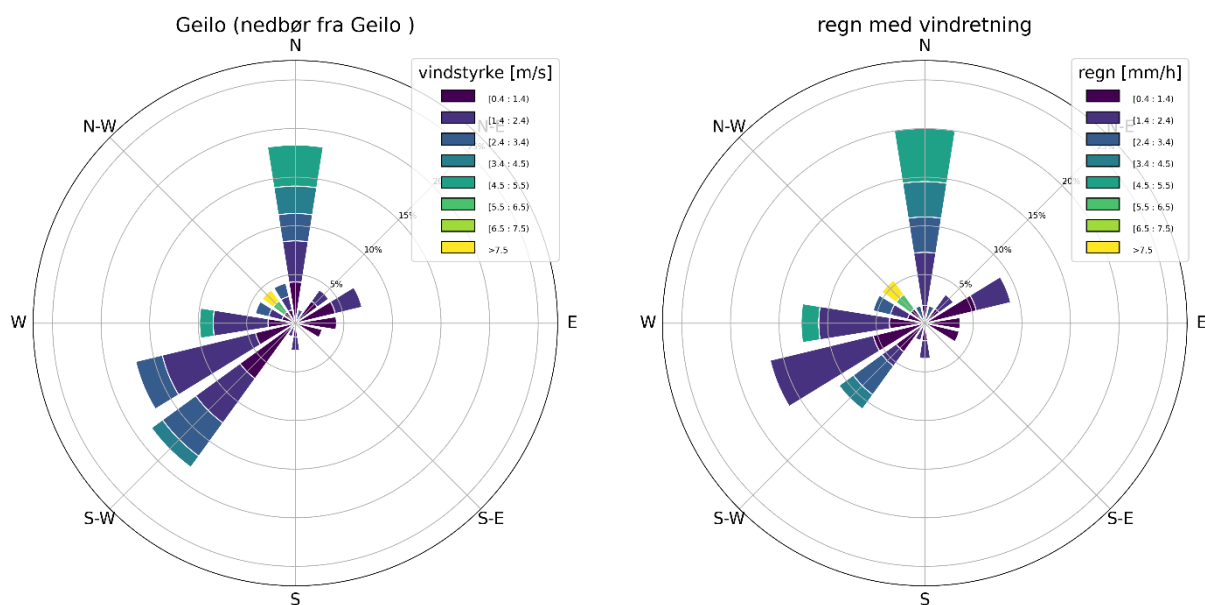 Geilo (nedbør fra Geilo )
N
N-W
N-E
W
E
S-W
S-E
S
5%
10%
15%
vindstyrke [m/s]
[0.4 : 1.4)
[1.4 : 2.4)
[2.4 : 3.4)
[3.4 : 4.5)
[4.5 : 5.5)
[5.5 : 6.5)
[6.5 : 7.5)
>7.5
regn med vindretning
N
N-W
N-E
W
E
S-W
S-E
S
5%
10%
15%
20%
regn [mm/h]
[0.4 : 1.4)
[1.4 : 2.4)
[2.4 : 3.4)
[3.4 : 4.5)
[4.5 : 5.5)
[5.5 : 6.5)
[6.5 : 7.5)
>7.5